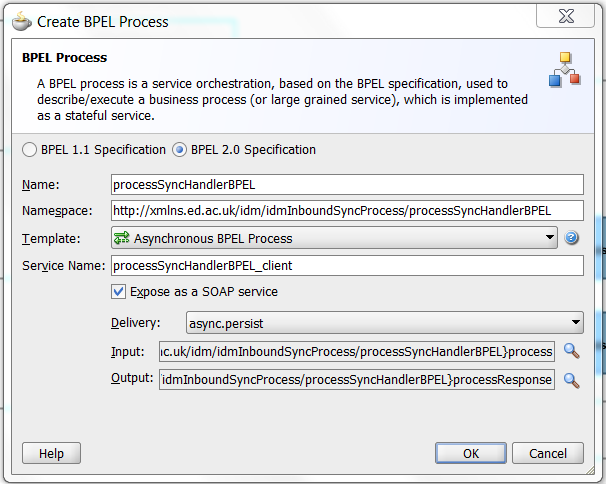 Create BPEL Process
BPEL Process
A BPEL process is a service orchestration, based on the BPEL specification, used to
describe/execute a business process (or large grained service), which is implemented
as a stateful service.
BPEL 1.1 Specification BPEL 2.0 Specification
Name: processSyncHandlerBPEL
Namespace: http://xmlns.ed.ac.uk/idm/idmInboundSyncProcess/processSyncHandlerBPEL
Template: Asynchronous BPEL Process
Service Name: processSyncHandlerBPEL_client
Expose as a SOAP service
Delivery: async.persist
Input: ac.uk/idm/idmInboundSyncProcess/processSyncHandlerBPEL}process
Output: idmInboundSyncProcess/processSyncHandlerBPEL}processResponse
Help OK Cancel